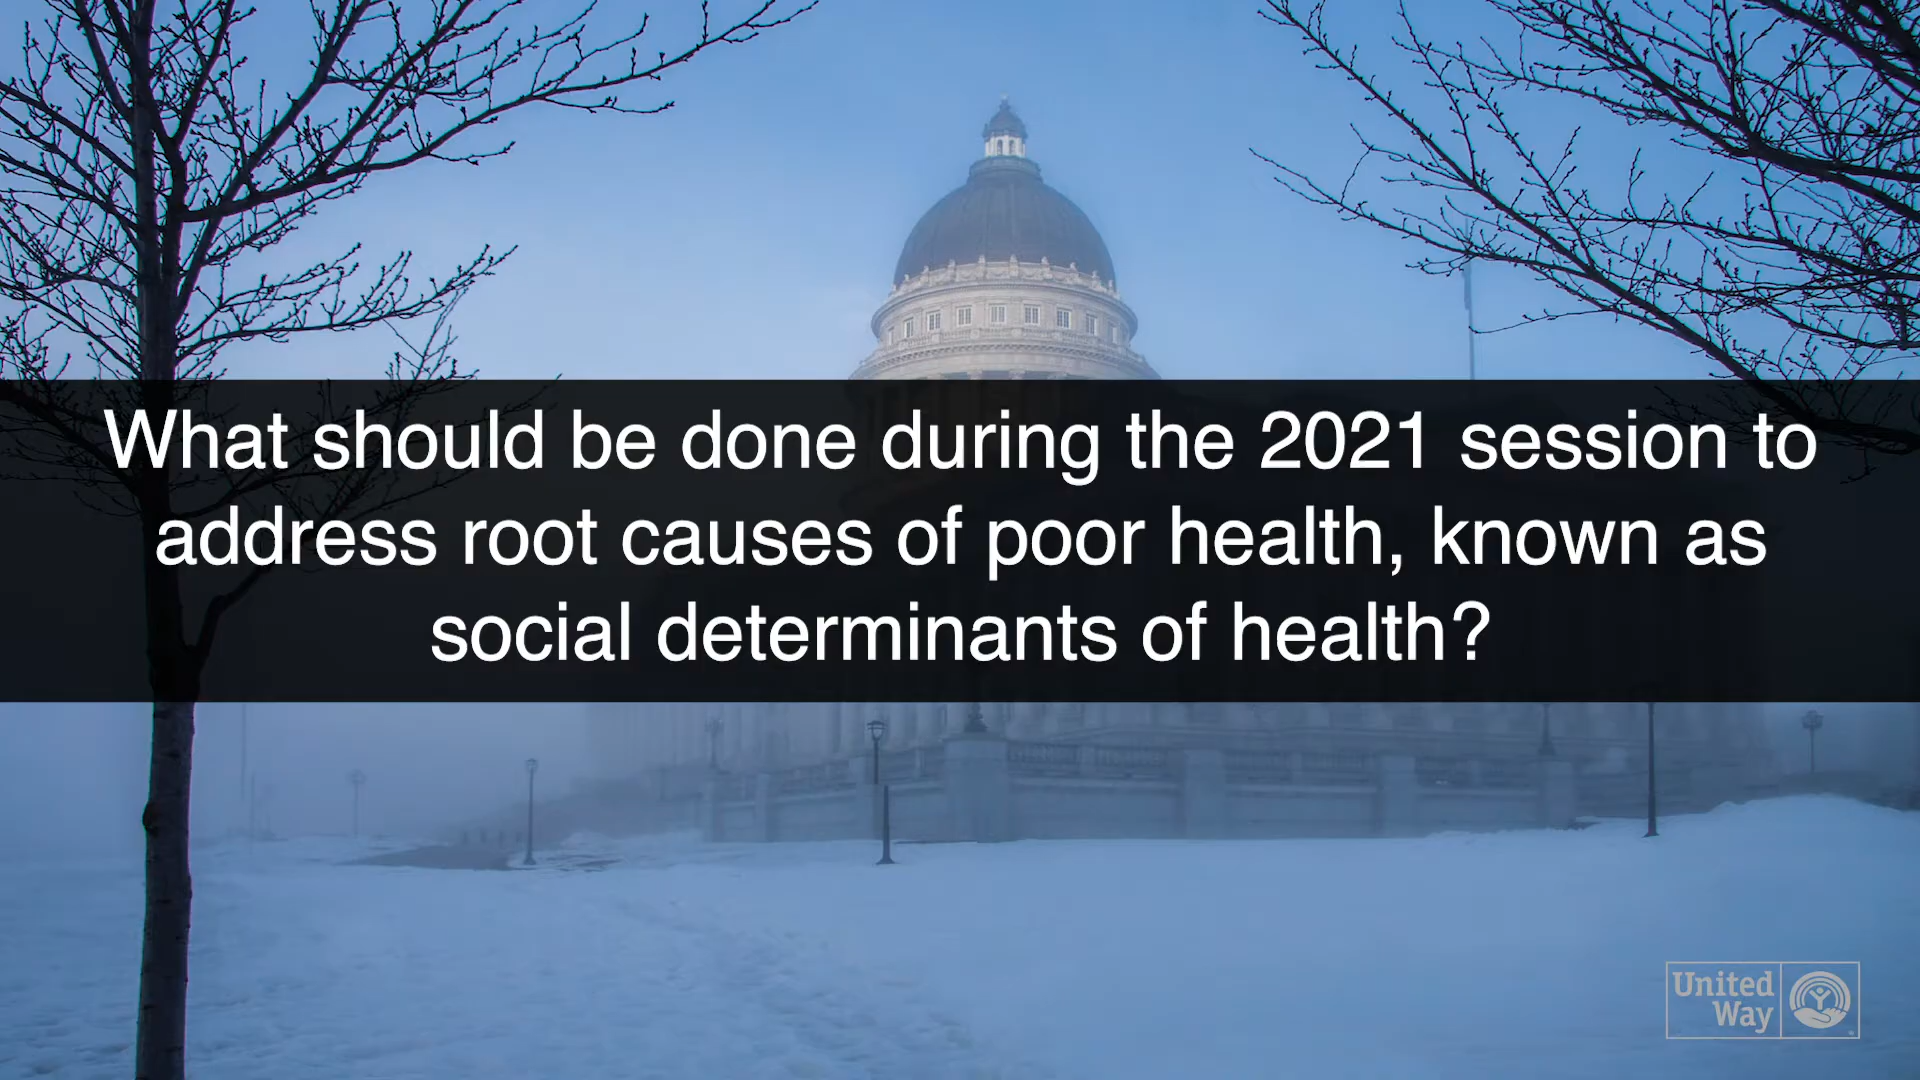 What should be done during the 2021 session to
address root causes of poor health, known as
social determinants of health?
United
Way